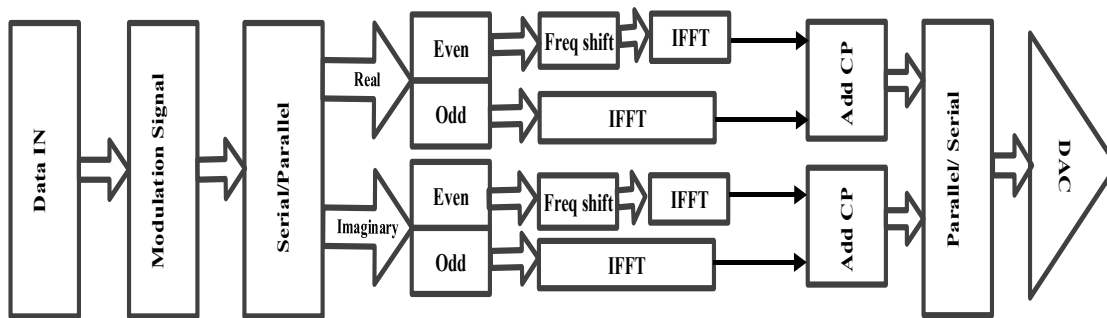 Data IN
Modulation Signal
Serial/Parallel
Real
Even
Freq shift
IFFT
Odd
IFFT
Add CP
Imaginary
Even
Freq shift
IFFT
Odd
IFFT
Add CP
Parallel/ Serial
DAC